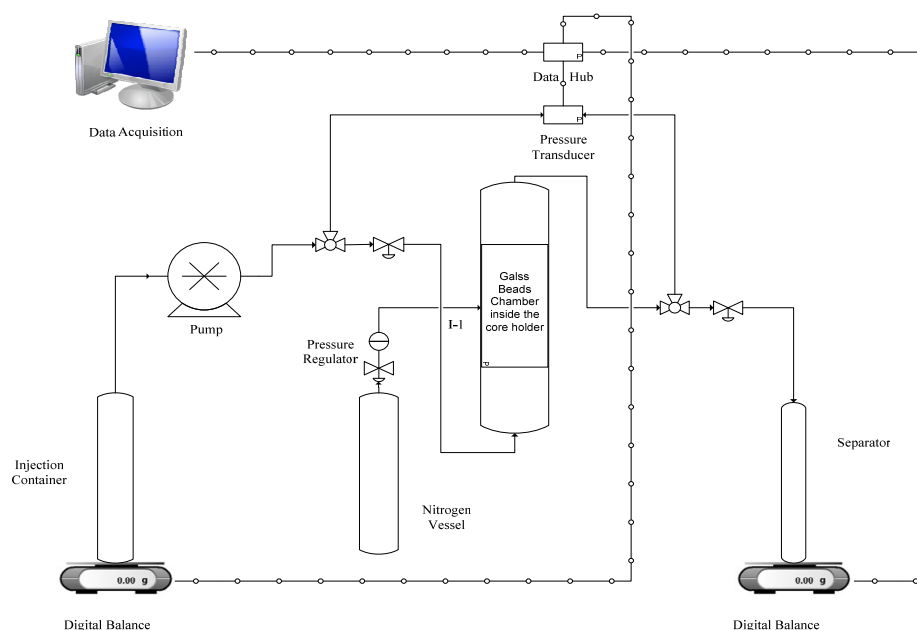 P
Data Hub
P
Data Acquisition
Pressure
Transducer
Galss
Beads
Chamber
inside the
core holder
P
I-1
Pump
Pressure
Regulator
Injection
Container
Nitrogen
Vessel
Separator
0.00 g
0.00 g
Digital Balance
Digital Balance